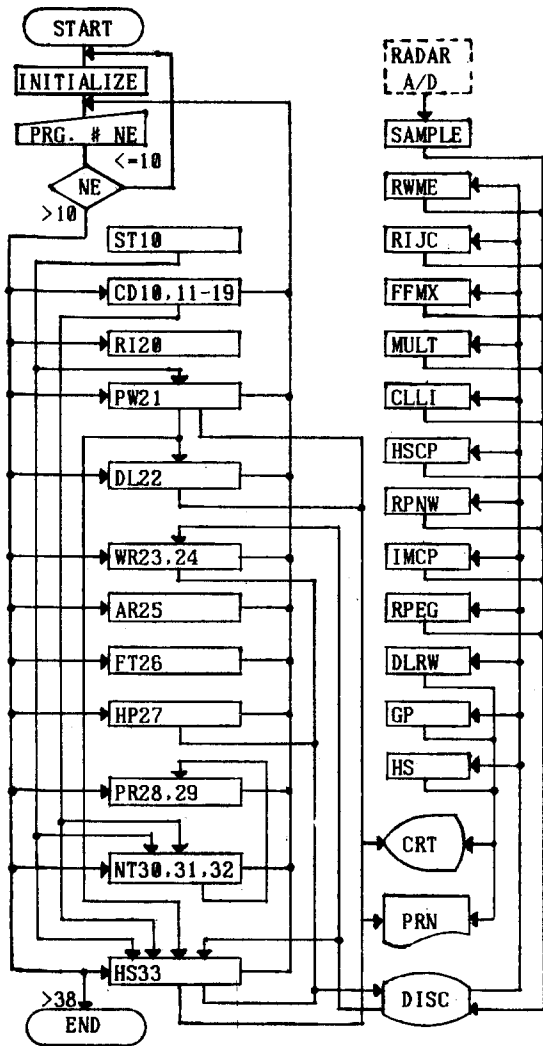 START
INITIALIZE
PRG. # NE
<=10
NE
>10
ST10
CD10,11-19
RI20
PW21
DL22
WR23,24
AR25
FT26
HP27
PR28,29
NT30,31,32
HS33
>38
END
RADAR
A/D
SAMPLE
RWME
RIJC
FFMX
MULT
CLLI
HSCP
RPNW
IMCP
RPEG
DLRW
GP
HS
CRT
PRN
DISC